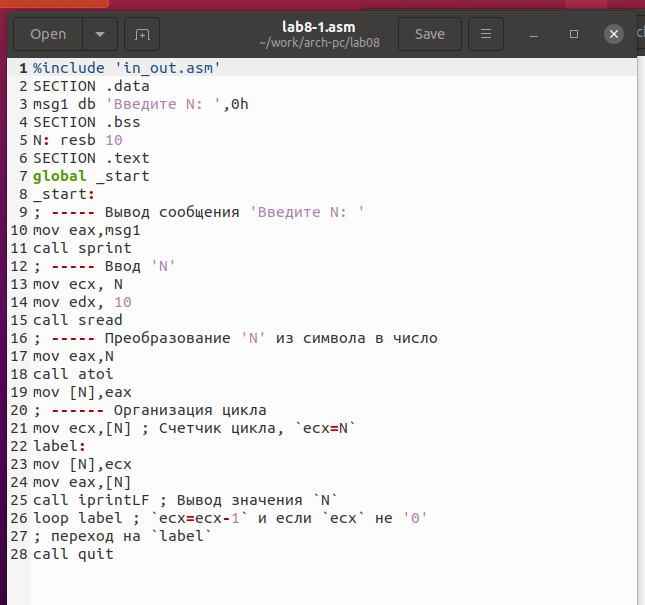 Open
lab8-1.asm
~/work/arch-pc/lab08
Save
1 %include 'in_out.asm'
2 SECTION .data
3 msg1 db 'Введите N: ',0h
4 SECTION .bss
5 N: resb 10
6 SECTION .text
7 global _start
8 _start:
9 ; ----- Вывод сообщения 'Введите N: '
10 mov eax,msg1
11 call sprint
12 ; ----- Ввод 'N'
13 mov ecx, N
14 mov edx, 10
15 call sread
16 ; ----- Преобразование 'N' из символа в число
17 mov eax,N
18 call atoi
19 mov [N],eax
20 ; ------ Организация цикла
21 mov ecx,[N] ; Счетчик цикла, `ecx=N`
22 label:
23 mov [N],ecx
24 mov eax,[N]
25 call iprintLF ; Вывод значения `N`
26 loop label ; `ecx=ecx-1` и если `ecx` не '0'
27 ; переход на `label`
28 call quit